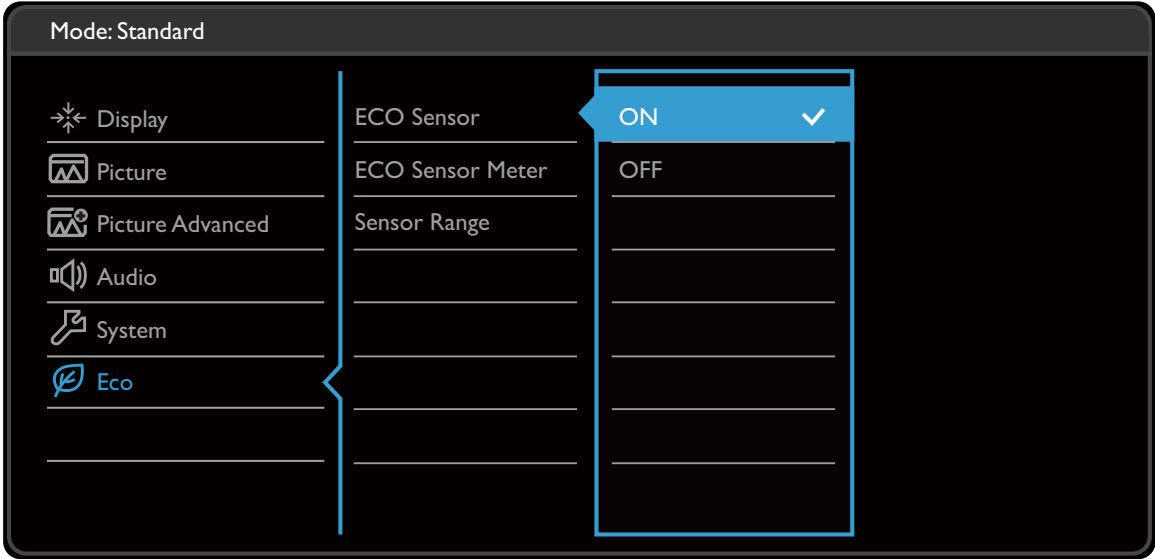 Mode: Standard
Display
Picture
Picture Advanced
Audio
System
Eco
ECO Sensor
ECO Sensor Meter
Sensor Range
ON
OFF